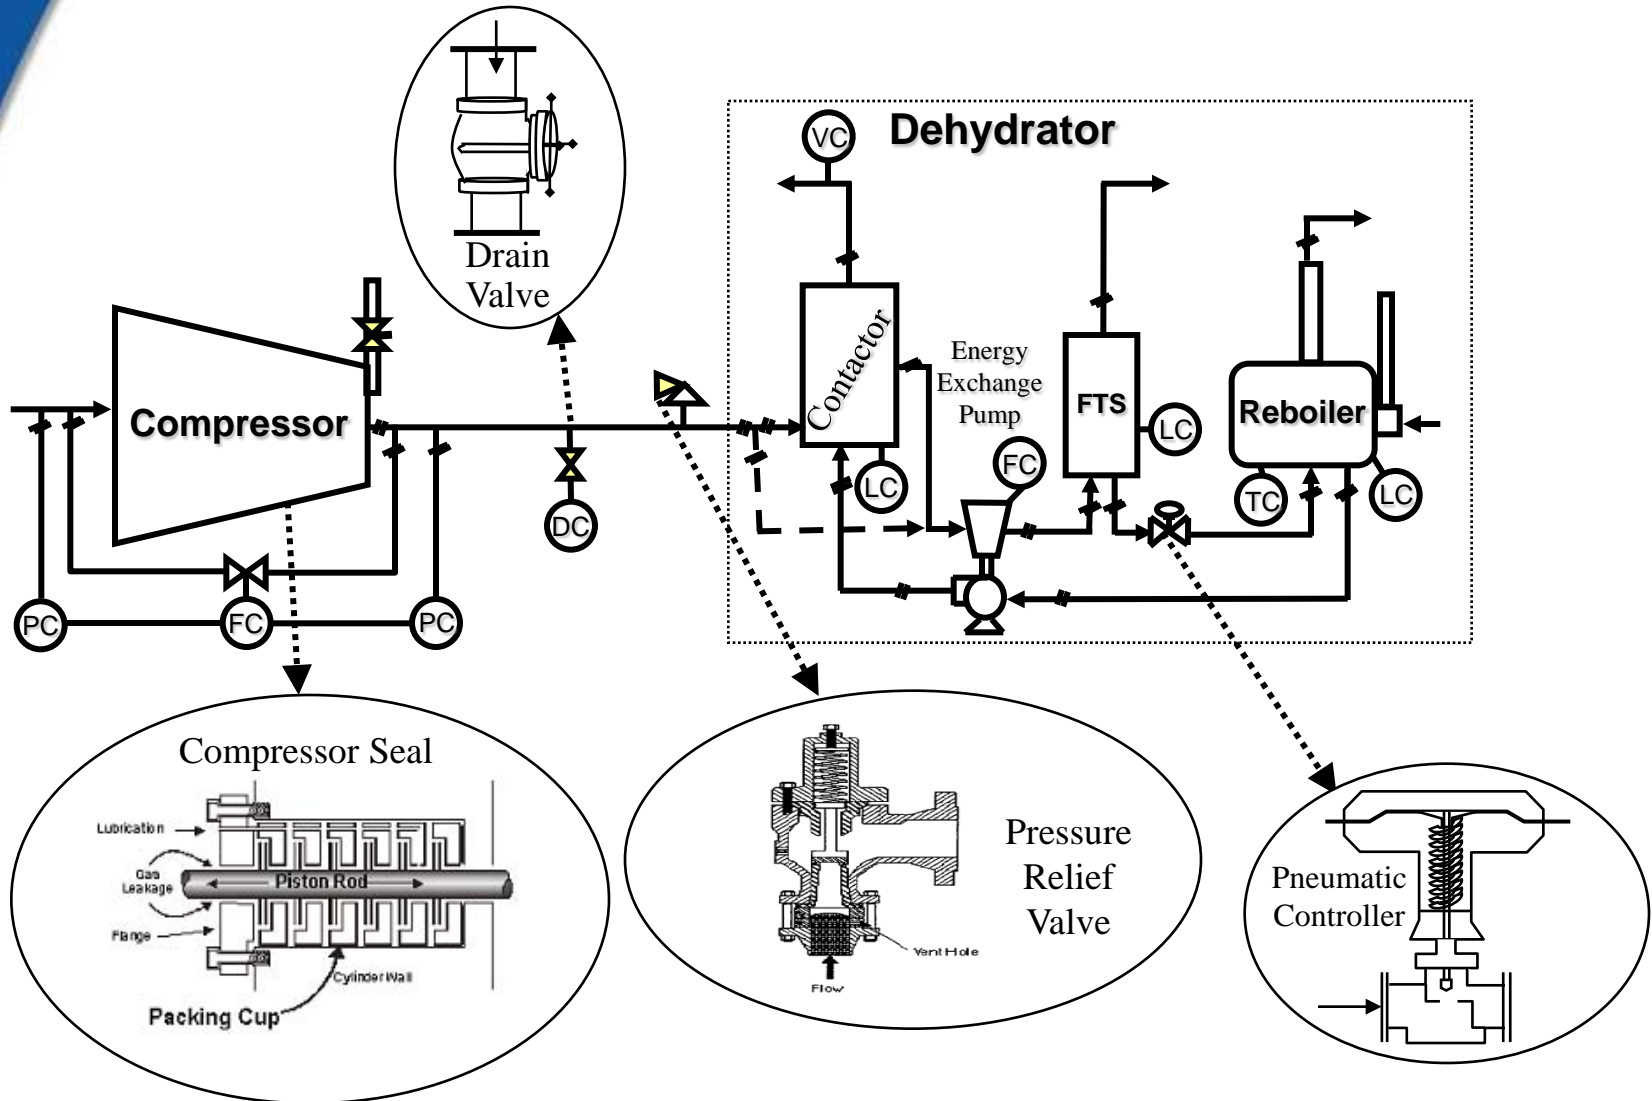 Drain
Valve
VC
Dehydrator
Compressor
Contactor
Energy
Exchange
Pump
FTS
Reboiler
LC
LC
FC
TC
LC
DC
PC
FC
PC
Compressor Seal
Lubrication
Gas
Leakage
Piston Rod
Flange
Cylinder Wall
Packing Cup
Pressure
Relief
Valve
Vent Hole
Flow
Pneumatic
Controller